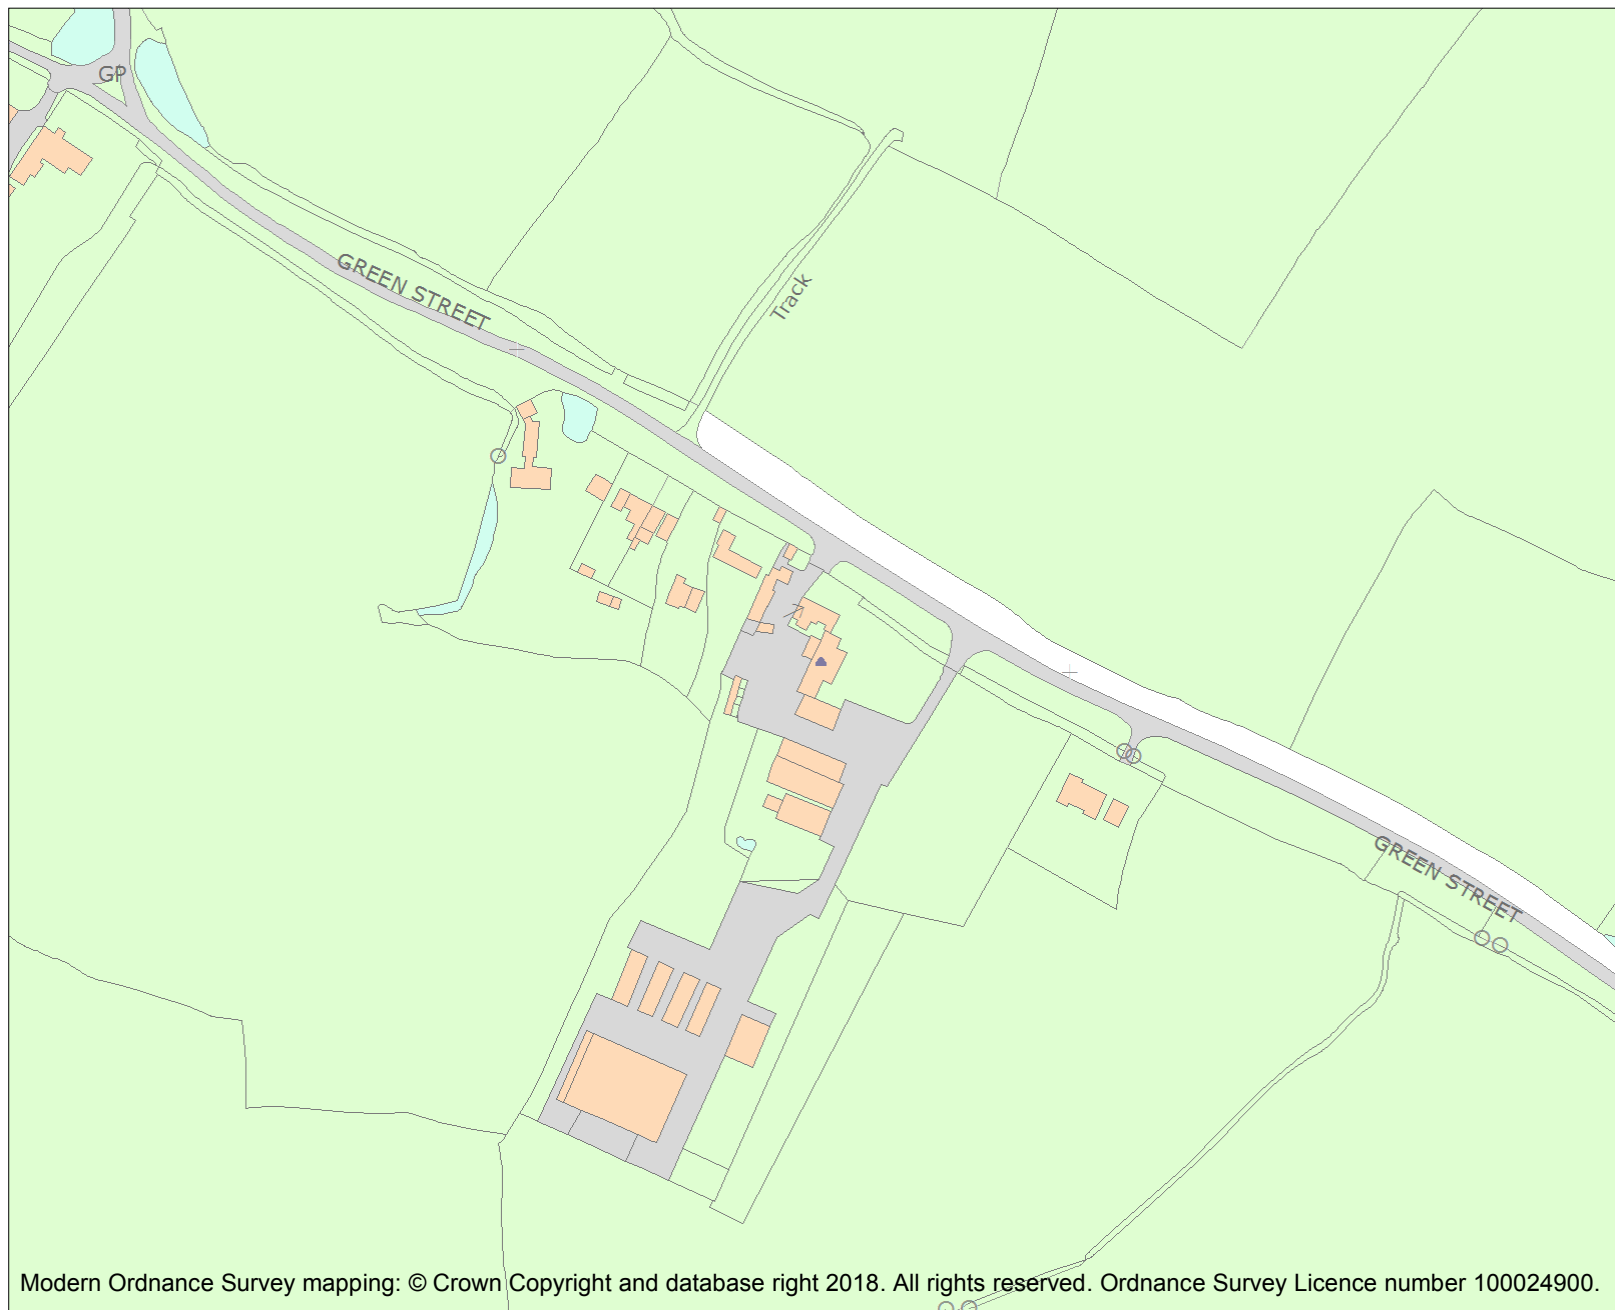 GP
GREEN STREET
Track
GREEN STREET
Modern Ordnance Survey mapping: © Crown Copyright and database right 2018. All rights reserved. Ordnance Survey Licence number 100024900.